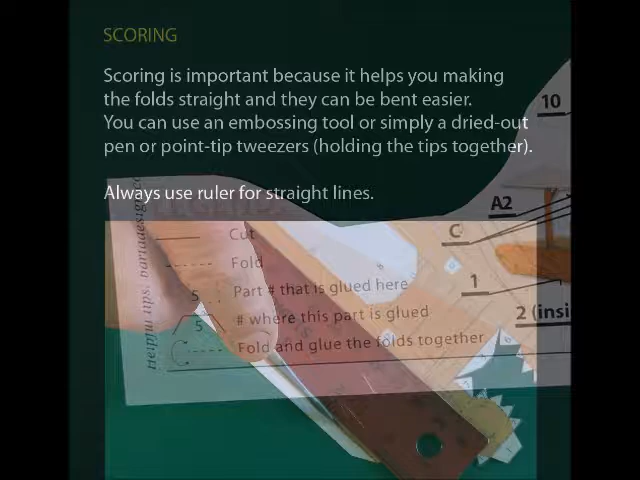 SCORING
Scoring is important because it helps you making
the folds straight and they can be bent easier.
You can use an embossing tool or simply a dried-out
pen or point-tip tweezers (holding the tips together).
Always use ruler for straight lines.
10
A2
C
1
2 (insi
Cut
Fold
5 Part # that is glued here
5 # where this part is glued
Fold and glue the folds together
8